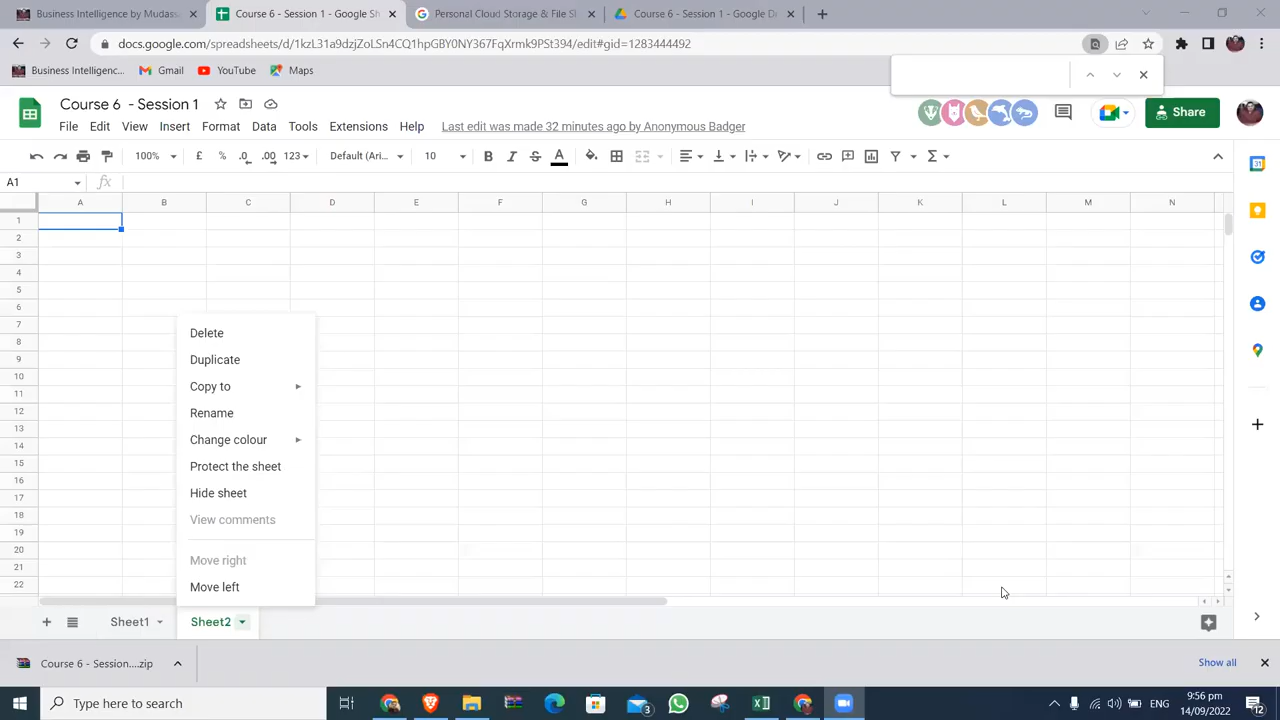 Business Intelligence by Mudass
Course 6 - Session 1 - Google Sh
Personal Cloud Storage & File Sh
Course 6 - Session 1 - Google D
docs.google.com/spreadsheets/d/1kzL31a9dzjZoLSn4CQ1hpGBY0NY367FqXrmk9PSt394/edit#gid=1283444492
Business Intelligenc...
Gmail
YouTube
Maps
Course 6 - Session 1
Share
File Edit View Insert Format Data Tools Extensions Help Last edit was made 32 minutes ago by Anonymous Badger
100% £ % .0 .00 123 Default (Ari... 10 B I S A Σ
A1 fx
31
A B C D E F G H I J K L M N
1
2
3
4
5
6
7
8
9
10
11
12
13
14
15
16
17
18
19
20
21
22
Delete
Duplicate
Copy to
Rename
Change colour
Protect the sheet
Hide sheet
View comments
Move right
Move left
Sheet1
Sheet2
Course 6 - Session....zip
Show all
Type here to search
3
ENG
9:56 pm
14/09/2022
12